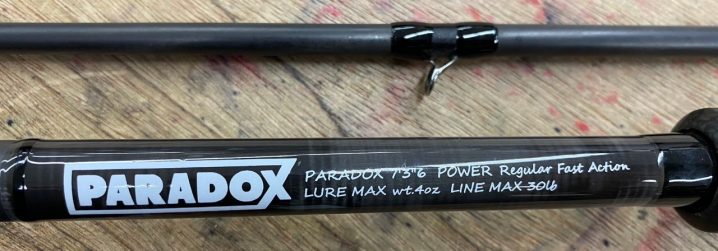 PARADOX
PARADOX 7'3"6 POWER Regular Fast Action
LURE MAX wt.4oz LINE MAX 30lb